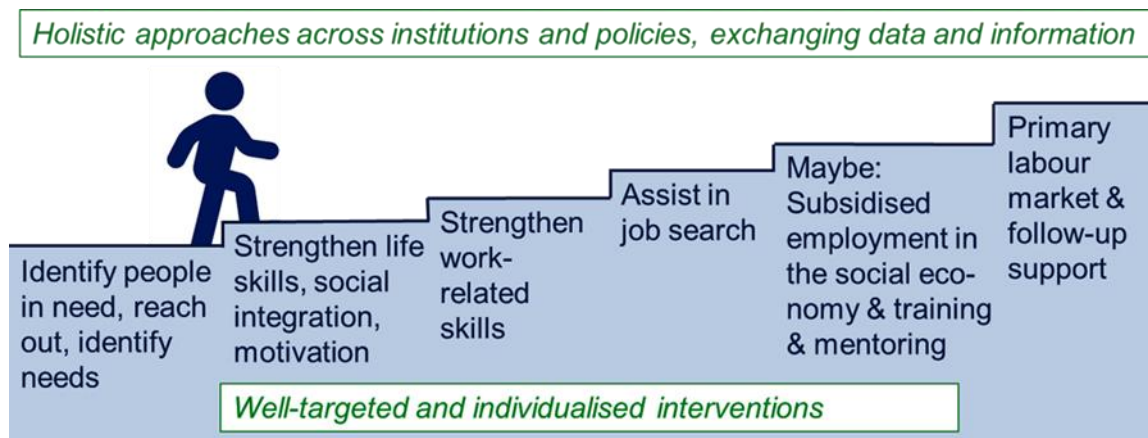 Holistic approaches across institutions and policies, exchanging data and information
Identify people
in need, reach
out, identify
needs
Strengthen life
skills, social
integration,
motivation
Strengthen
work-
related
skills
Assist in
job search
Maybe:
Subsidised
employment in
the social eco-
nomy & training
& mentoring
Primary
labour
market &
follow-up
support
Well-targeted and individualised interventions